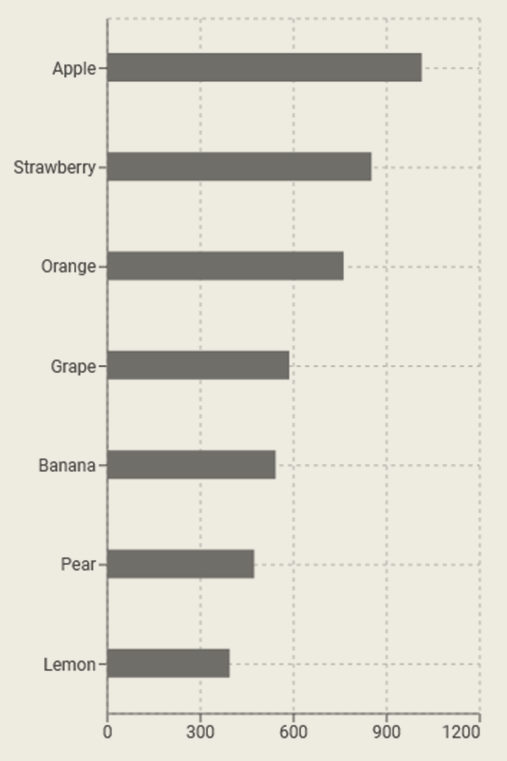 Apple
Strawberry
Orange
Grape
Banana
Pear
Lemon
0 300 600 900 1200